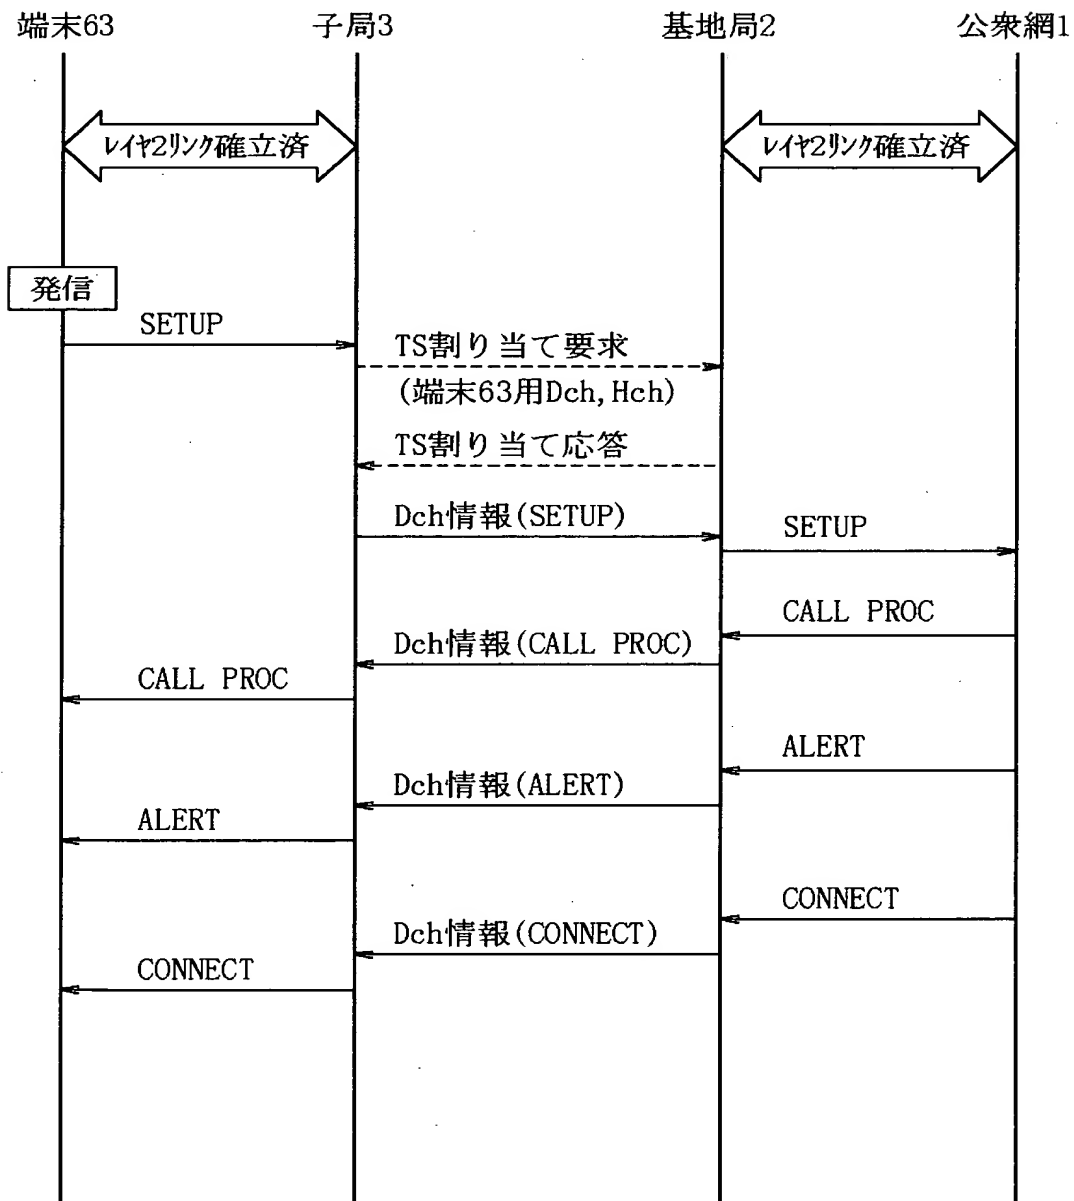 端末63 子局3 基地局2 公衆網1
ﾚｲﾔ2ﾘﾝｸ確立済 ﾚｲﾔ2ﾘﾝｸ確立済
発信
SETUP
TS割り当て要求
(端末63用Dch,Hch)
TS割り当て応答
Dch情報(SETUP)
SETUP
CALL PROC
Dch情報(CALL PROC)
CALL PROC
ALERT
Dch情報(ALERT)
ALERT
CONNECT
Dch情報(CONNECT)
CONNECT